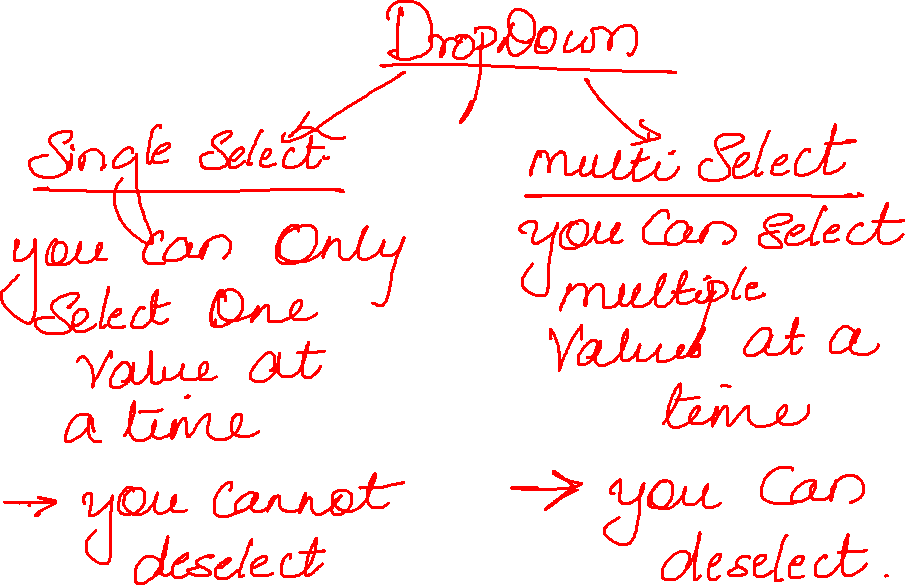 DropDown
Single Select
you can Only
Select One
Value at
a time
→ you cannot
deselect
multi Select
you can select
multiple
Values at a
time
→ you can
deselect.